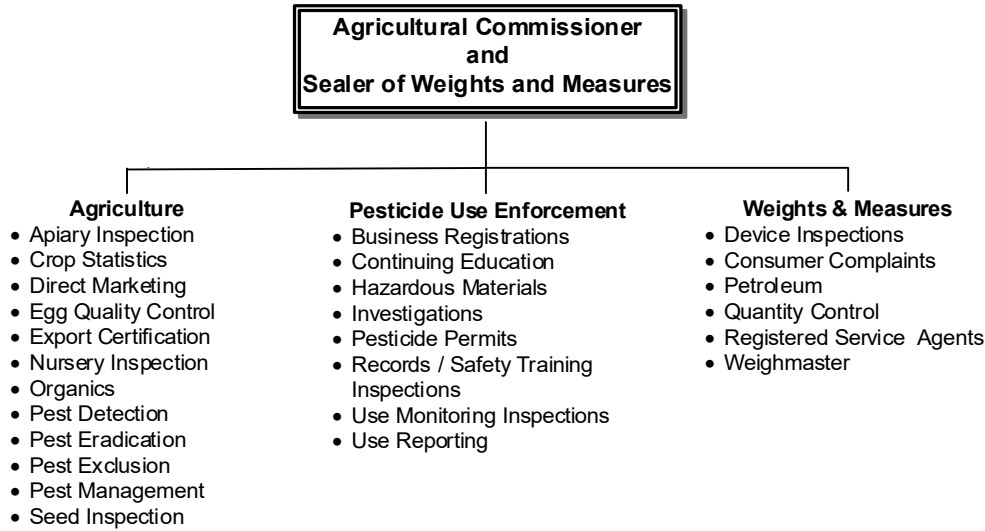 Agricultural Commissioner
and
Sealer of Weights and Measures
Agriculture
• Apiary Inspection
• Crop Statistics
• Direct Marketing
• Egg Quality Control
• Export Certification
• Nursery Inspection
• Organics
• Pest Detection
• Pest Eradication
• Pest Exclusion
• Pest Management
• Seed Inspection
Pesticide Use Enforcement
• Business Registrations
• Continuing Education
• Hazardous Materials
• Investigations
• Pesticide Permits
• Records / Safety Training
Inspections
• Use Monitoring Inspections
• Use Reporting
Weights & Measures
• Device Inspections
• Consumer Complaints
• Petroleum
• Quantity Control
• Registered Service Agents
• Weighmaster